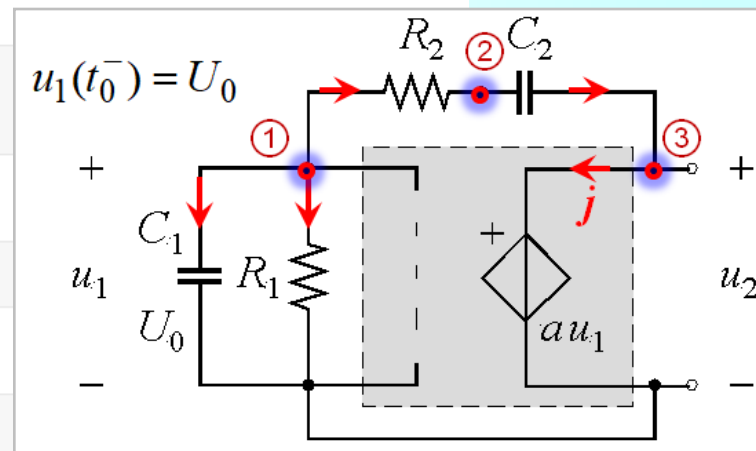 R₂ ② C₂
u₁(t₀⁻) = U₀
① ③
+ + +
j
C₁
u₁ R₁ u₂
U₀ au₁
− −